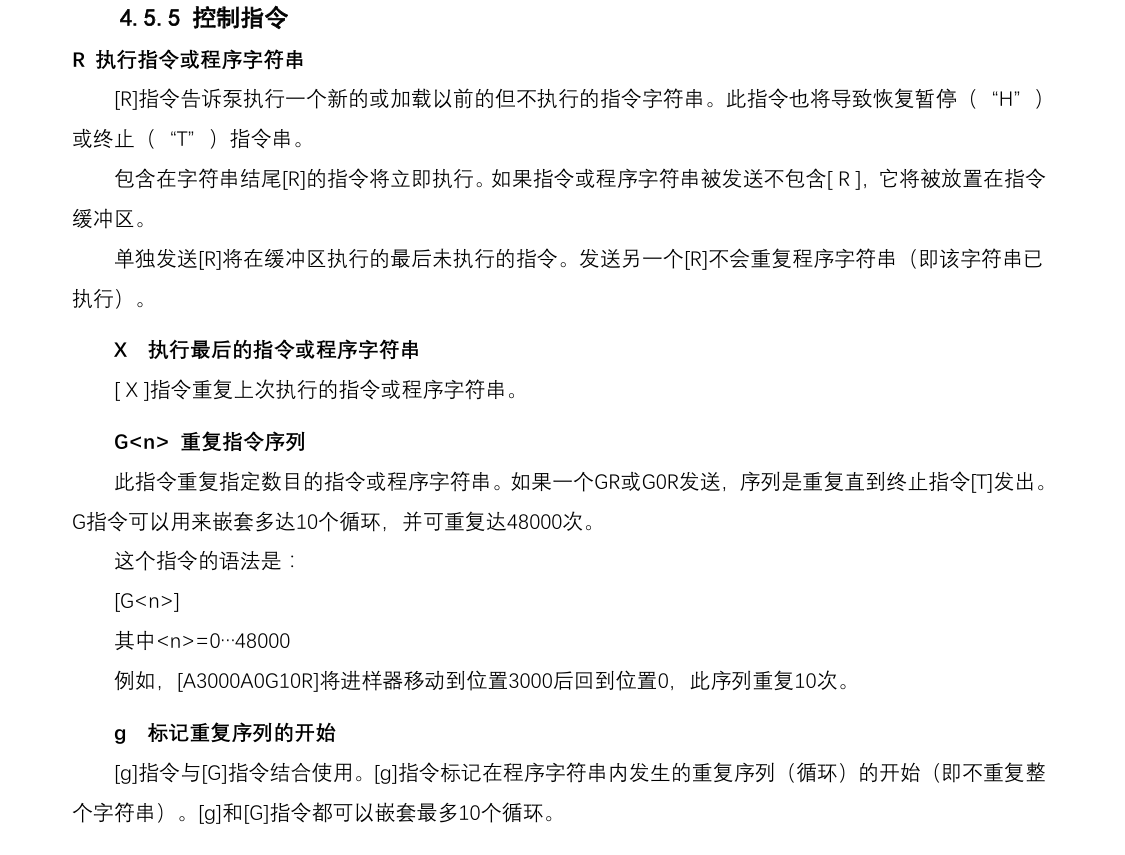 4.5.5 控制指令
R 执行指令或程序字符串
[R]指令告诉泵执行一个新的或加载以前的但不执行的指令字符串。此指令也将导致恢复暂停（ “H” ）
或终止（ “T” ）指令串。
包含在字符串结尾[R]的指令将立即执行。如果指令或程序字符串被发送不包含[ R ]，它将被放置在指令
缓冲区。
单独发送[R]将在缓冲区执行的最后未执行的指令。发送另一个[R]不会重复程序字符串（即该字符串已
执行）。
X 执行最后的指令或程序字符串
[ X ]指令重复上次执行的指令或程序字符串。
G<n> 重复指令序列
此指令重复指定数目的指令或程序字符串。如果一个GR或G0R发送，序列是重复直到终止指令[T]发出。
G指令可以用来嵌套多达10个循环，并可重复达48000次。
这个指令的语法是：
[G<n>]
其中<n>=0…48000
例如，[A3000A0G10R]将进样器移动到位置3000后回到位置0，此序列重复10次。
g 标记重复序列的开始
[g]指令与[G]指令结合使用。[g]指令标记在程序字符串内发生的重复序列（循环）的开始（即不重复整
个字符串）。[g]和[G]指令都可以嵌套最多10个循环。